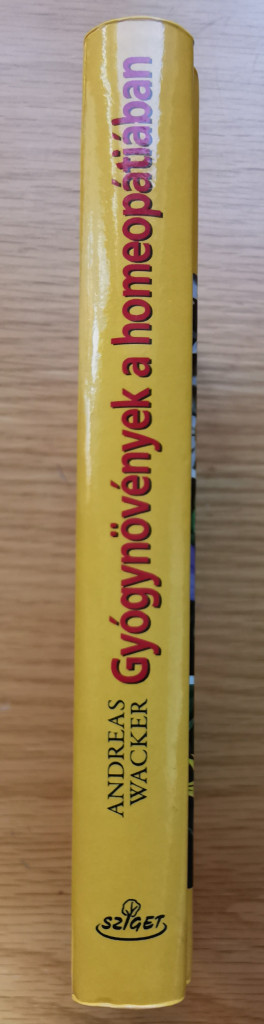 ANDREAS
WACKER
Gyógynövények a homeopátiában
SZIGET